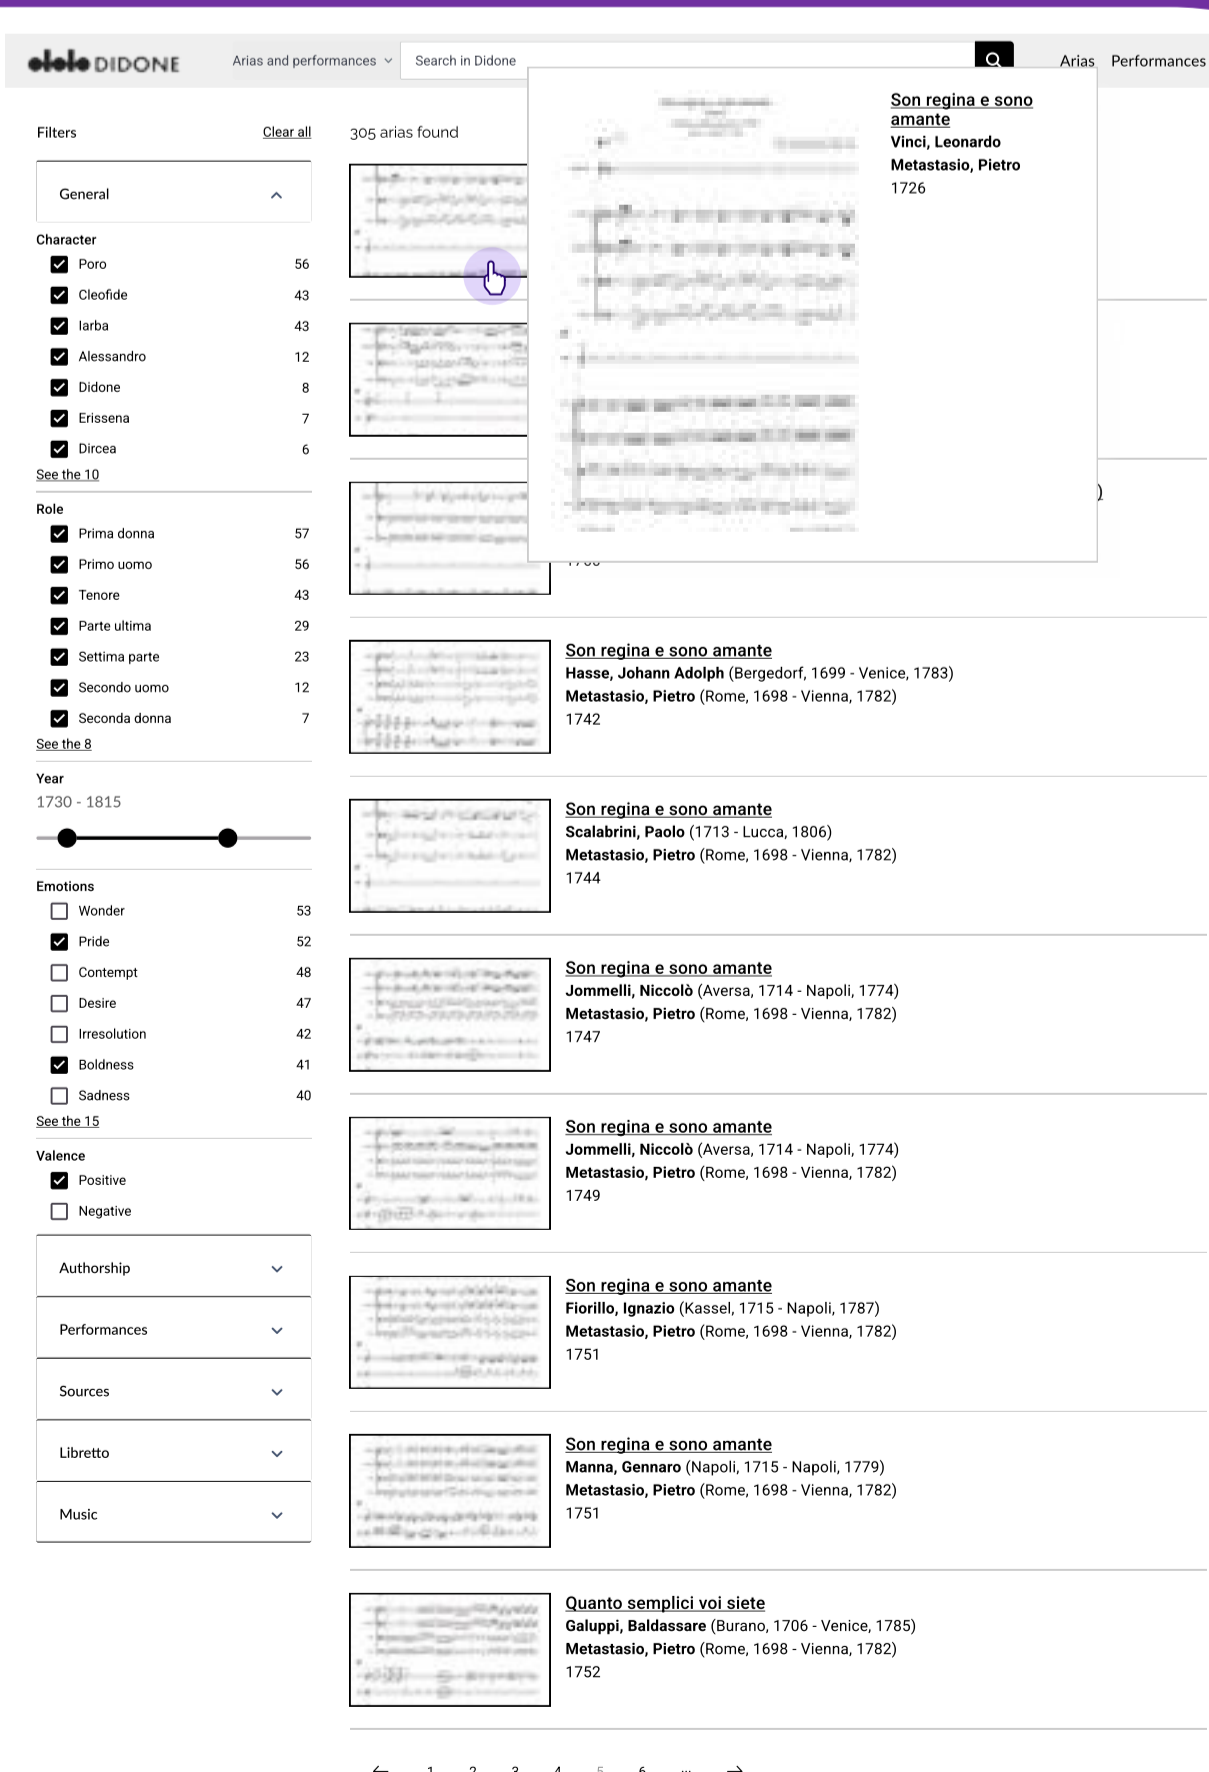 DIDONE
Arias and performances
Search in Didone
Arias Performances
Filters
Clear all
General
Character
Poro 56
Cleofide 43
Iarba 43
Alessandro 12
Didone 8
Erissena 7
Dircea 6
See the 10
Role
Prima donna 57
Primo uomo 56
Tenore 43
Parte ultima 29
Settima parte 23
Secondo uomo 12
Seconda donna 7
See the 8
Year
1730 - 1815
Emotions
Wonder 53
Pride 52
Contempt 48
Desire 47
Irresolution 42
Boldness 41
Sadness 40
See the 15
Valence
Positive
Negative
Authorship
Performances
Sources
Libretto
Music
305 arias found
Son regina e sono
amante
Vinci, Leonardo
Metastasio, Pietro
1726
)
Son regina e sono amante
Hasse, Johann Adolph (Bergedorf, 1699 - Venice, 1783)
Metastasio, Pietro (Rome, 1698 - Vienna, 1782)
1742
Son regina e sono amante
Scalabrini, Paolo (1713 - Lucca, 1806)
Metastasio, Pietro (Rome, 1698 - Vienna, 1782)
1744
Son regina e sono amante
Jommelli, Niccolò (Aversa, 1714 - Napoli, 1774)
Metastasio, Pietro (Rome, 1698 - Vienna, 1782)
1747
Son regina e sono amante
Jommelli, Niccolò (Aversa, 1714 - Napoli, 1774)
Metastasio, Pietro (Rome, 1698 - Vienna, 1782)
1749
Son regina e sono amante
Fiorillo, Ignazio (Kassel, 1715 - Napoli, 1787)
Metastasio, Pietro (Rome, 1698 - Vienna, 1782)
1751
Son regina e sono amante
Manna, Gennaro (Napoli, 1715 - Napoli, 1779)
Metastasio, Pietro (Rome, 1698 - Vienna, 1782)
1751
Quanto semplici voi siete
Galuppi, Baldassare (Burano, 1706 - Venice, 1785)
Metastasio, Pietro (Rome, 1698 - Vienna, 1782)
1752
1 2 3 4 5 6 ...